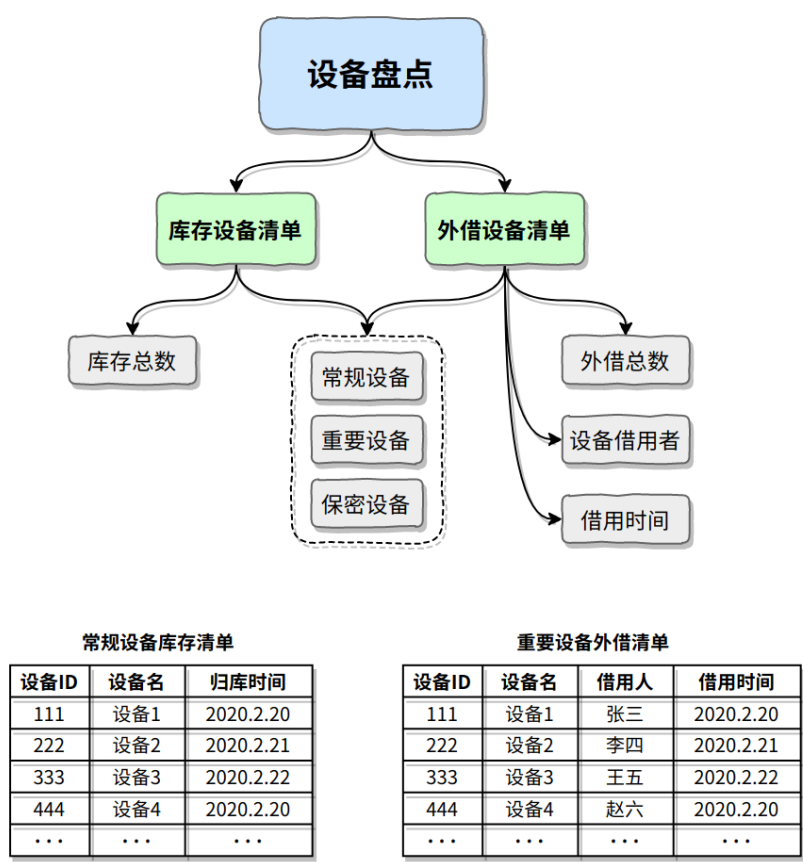 设备盘点
库存设备清单
外借设备清单
库存总数
常规设备
重要设备
保密设备
外借总数
设备借用者
借用时间
常规设备库存清单
设备ID 设备名 归库时间
111 设备1 2020.2.20
222 设备2 2020.2.21
333 设备3 2020.2.22
444 设备4 2020.2.20
··· ··· ···
重要设备外借清单
设备ID 设备名 借用人 借用时间
111 设备1 张三 2020.2.20
222 设备2 李四 2020.2.21
333 设备3 王五 2020.2.22
444 设备4 赵六 2020.2.20
··· ··· ··· ···